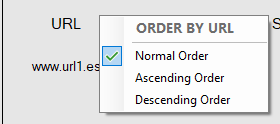 URL
ORDER BY URL
Normal Order
www.url1.es
Ascending Order
Descending Order